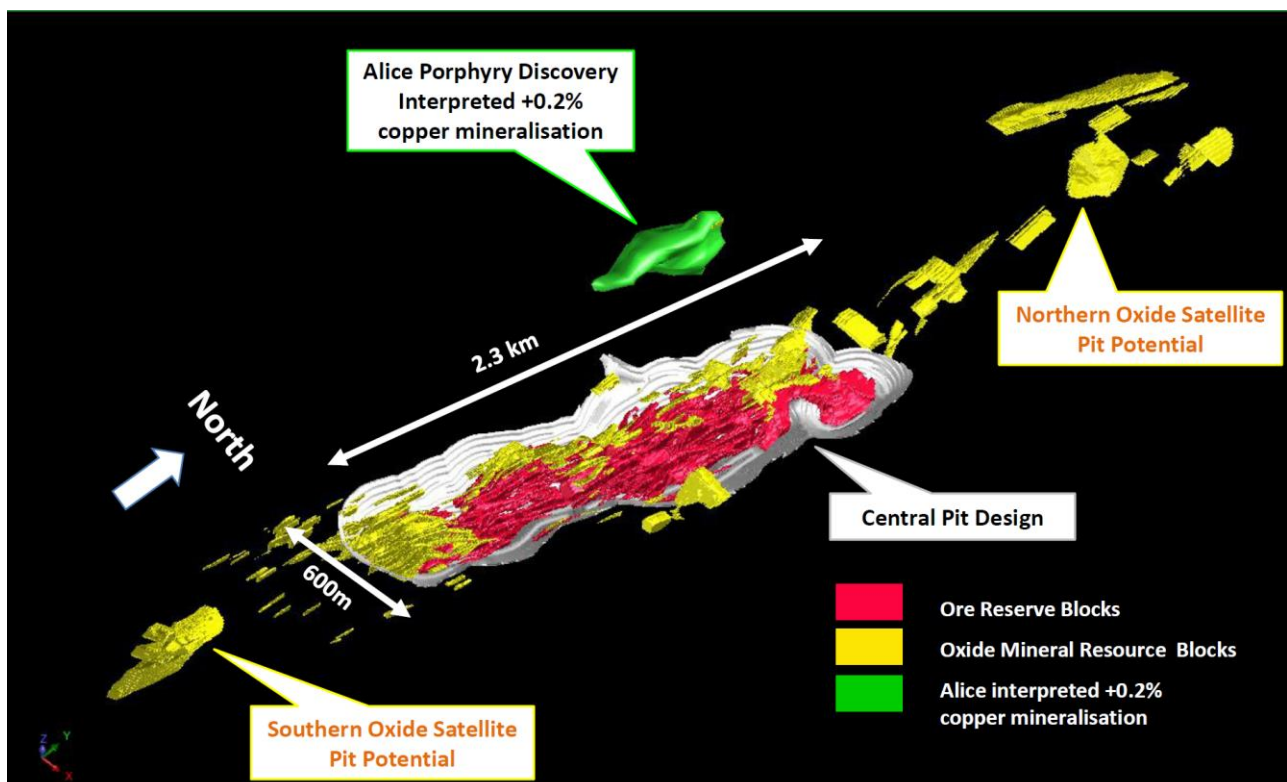 Alice Porphyry Discovery
Interpreted +0.2%
copper mineralisation
2.3 km
Northern Oxide Satellite
Pit Potential
North
Central Pit Design
600m
Ore Reserve Blocks
Oxide Mineral Resource Blocks
Alice interpreted +0.2%
copper mineralisation
Southern Oxide Satellite
Pit Potential
Z
Y
X